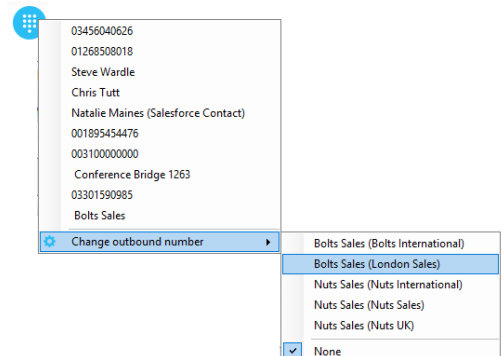 03456040626
01268508018
Steve Wardle
Chris Tutt
Natalie Maines (Salesforce Contact)
001895454476
003100000000
Conference Bridge 1263
03301590985
Bolts Sales
Change outbound number
Bolts Sales (Bolts International)
Bolts Sales (London Sales)
Nuts Sales (Nuts International)
Nuts Sales (Nuts Sales)
Nuts Sales (Nuts UK)
None